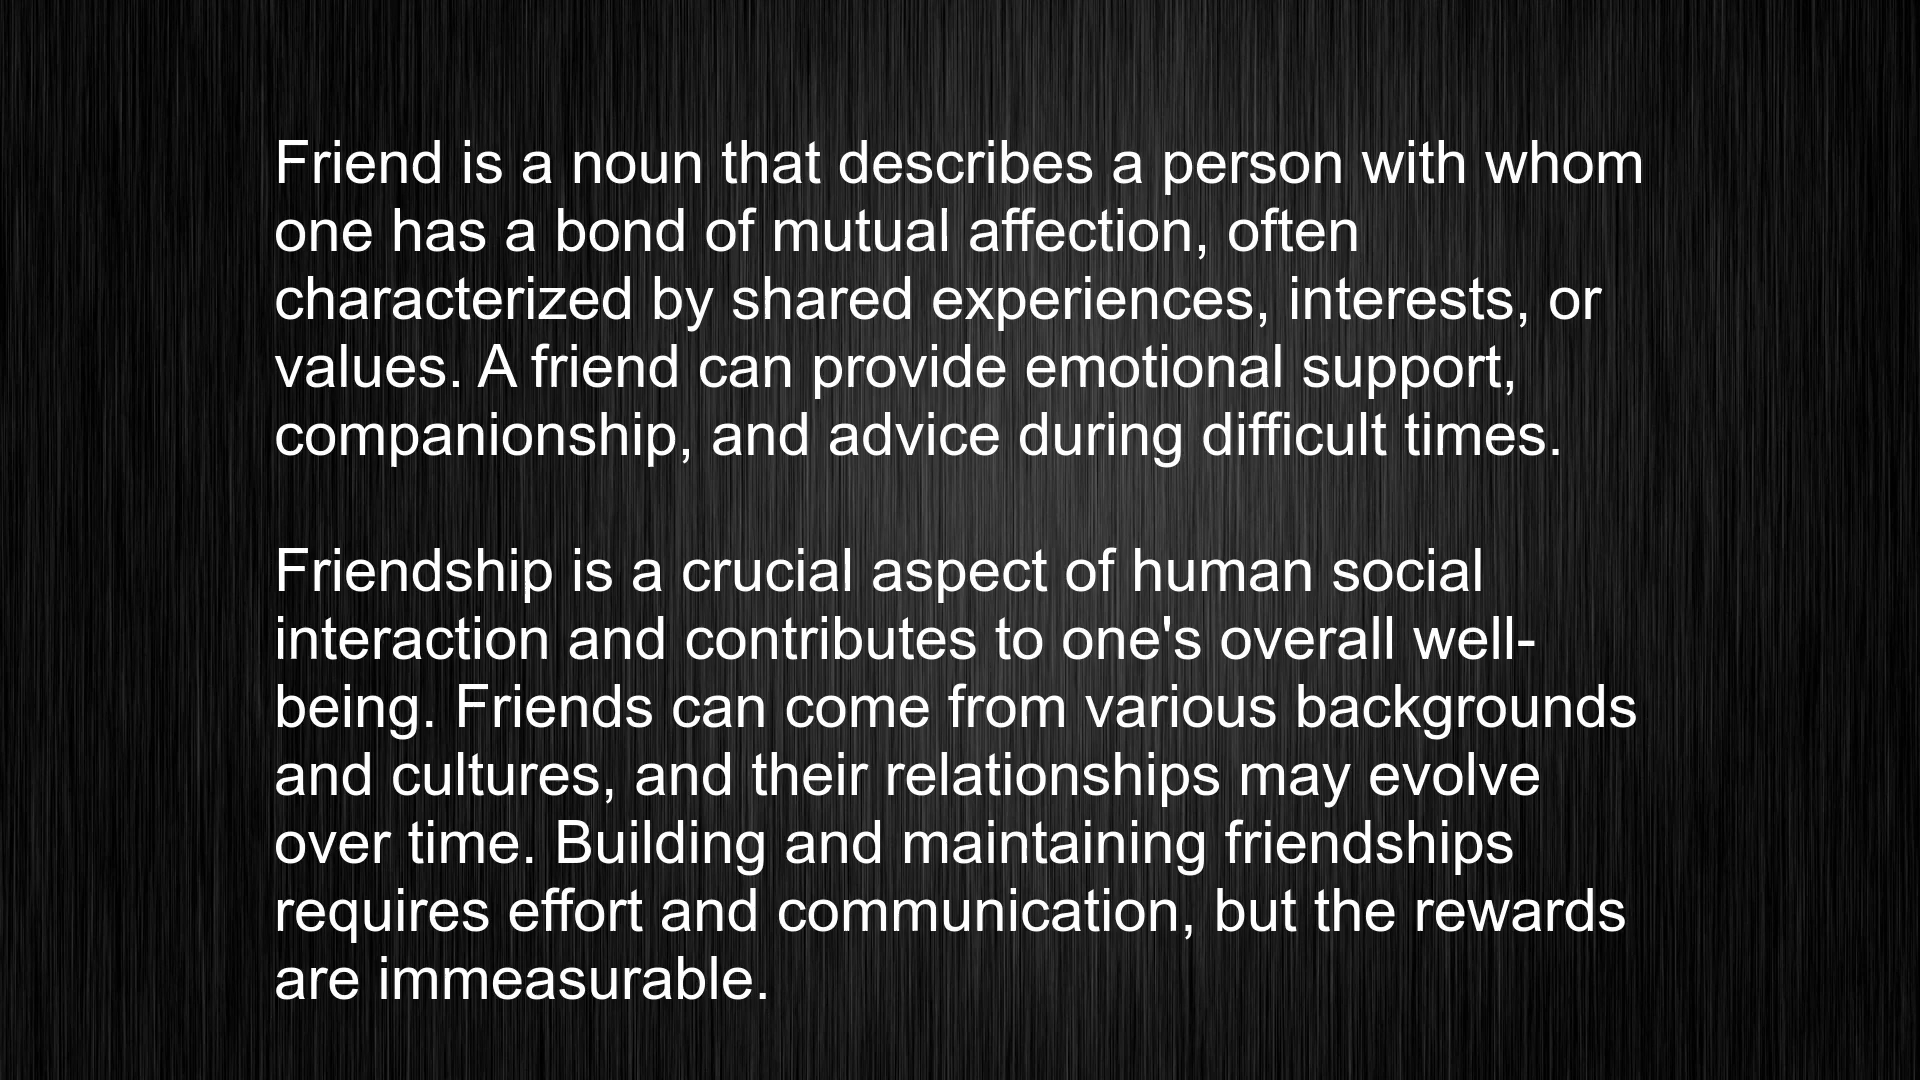 Friend is a noun that describes a person with whom
one has a bond of mutual affection, often
characterized by shared experiences, interests, or
values. A friend can provide emotional support,
companionship, and advice during difficult times.
Friendship is a crucial aspect of human social
interaction and contributes to one's overall well-
being. Friends can come from various backgrounds
and cultures, and their relationships may evolve
over time. Building and maintaining friendships
requires effort and communication, but the rewards
are immeasurable.